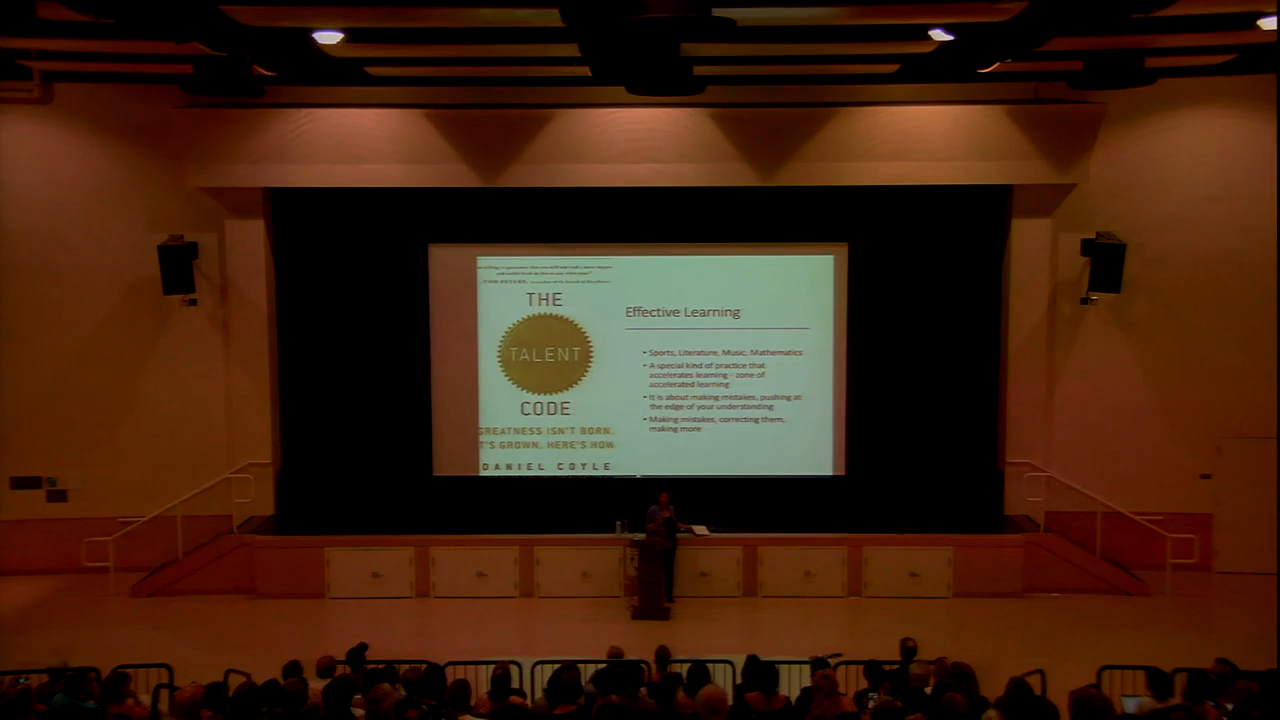 THE
TALENT
CODE
GREATNESS ISN'T BORN.
T'S GROWN. HERE'S HOW
DANIEL COYLE
Effective Learning
• Sports, Literature, Music, Mathematics
• A special kind of practice that
accelerates learning - zone of
accelerated learning
• It is about making mistakes, pushing at
the edge of your understanding
• Making mistakes, correcting them,
making more